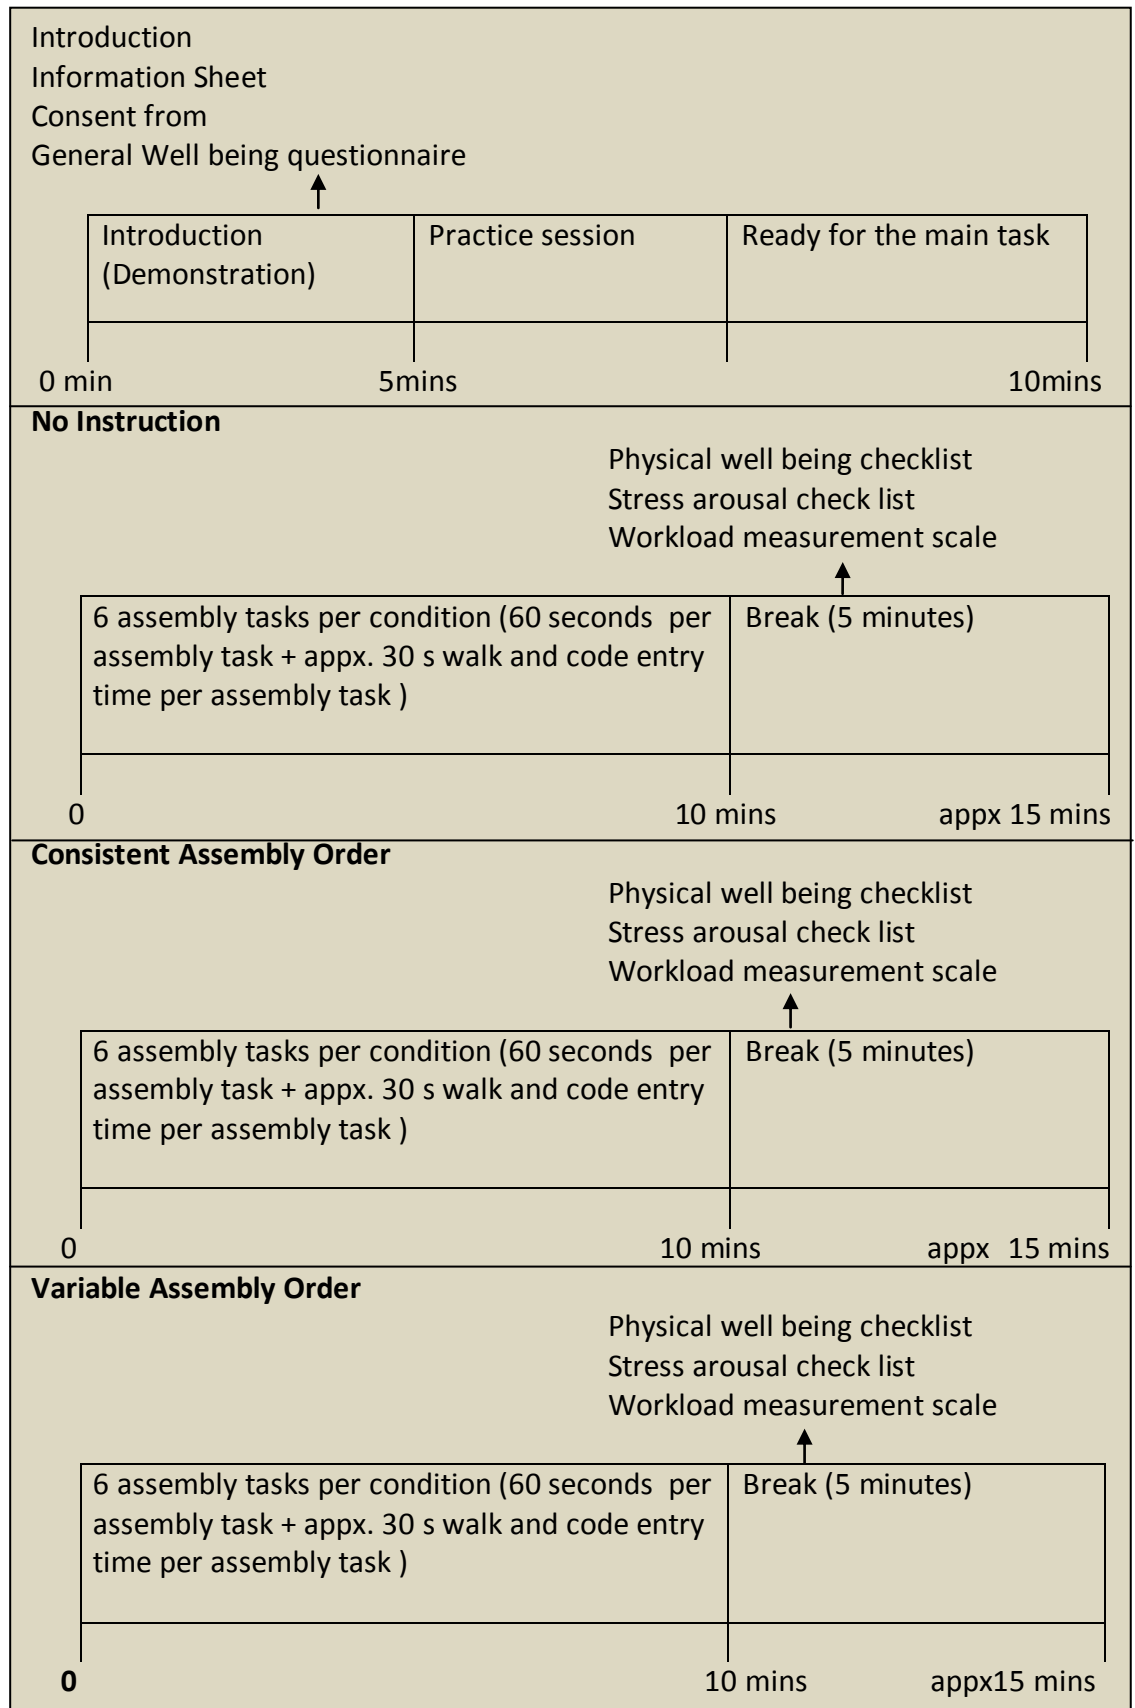 Introduction
Information Sheet
Consent from
General Well being questionnaire
Introduction
(Demonstration)
Practice session
Ready for the main task
0 min
5mins
10mins
No Instruction
Physical well being checklist
Stress arousal check list
Workload measurement scale
6 assembly tasks per condition (60 seconds per
assembly task + appx. 30 s walk and code entry
time per assembly task )
Break (5 minutes)
0
10 mins
appx 15 mins
Consistent Assembly Order
Physical well being checklist
Stress arousal check list
Workload measurement scale
6 assembly tasks per condition (60 seconds per
assembly task + appx. 30 s walk and code entry
time per assembly task )
Break (5 minutes)
0
10 mins
appx 15 mins
Variable Assembly Order
Physical well being checklist
Stress arousal check list
Workload measurement scale
6 assembly tasks per condition (60 seconds per
assembly task + appx. 30 s walk and code entry
time per assembly task )
Break (5 minutes)
0
10 mins
appx15 mins